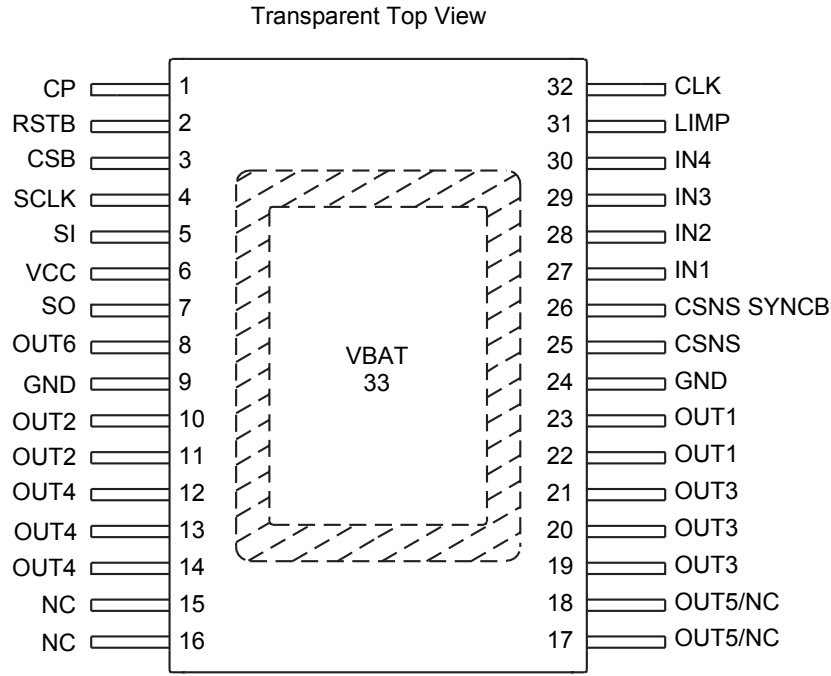 Transparent Top View
CP 1 32 CLK
RSTB 2 31 LIMP
CSB 3 30 IN4
SCLK 4 29 IN3
SI 5 28 IN2
VCC 6 27 IN1
SO 7 26 CSNS SYNCB
OUT6 8 25 CSNS
VBAT
GND 9 33 24 GND
OUT2 10 23 OUT1
OUT2 11 22 OUT1
OUT4 12 21 OUT3
OUT4 13 20 OUT3
OUT4 14 19 OUT3
NC 15 18 OUT5/NC
NC 16 17 OUT5/NC